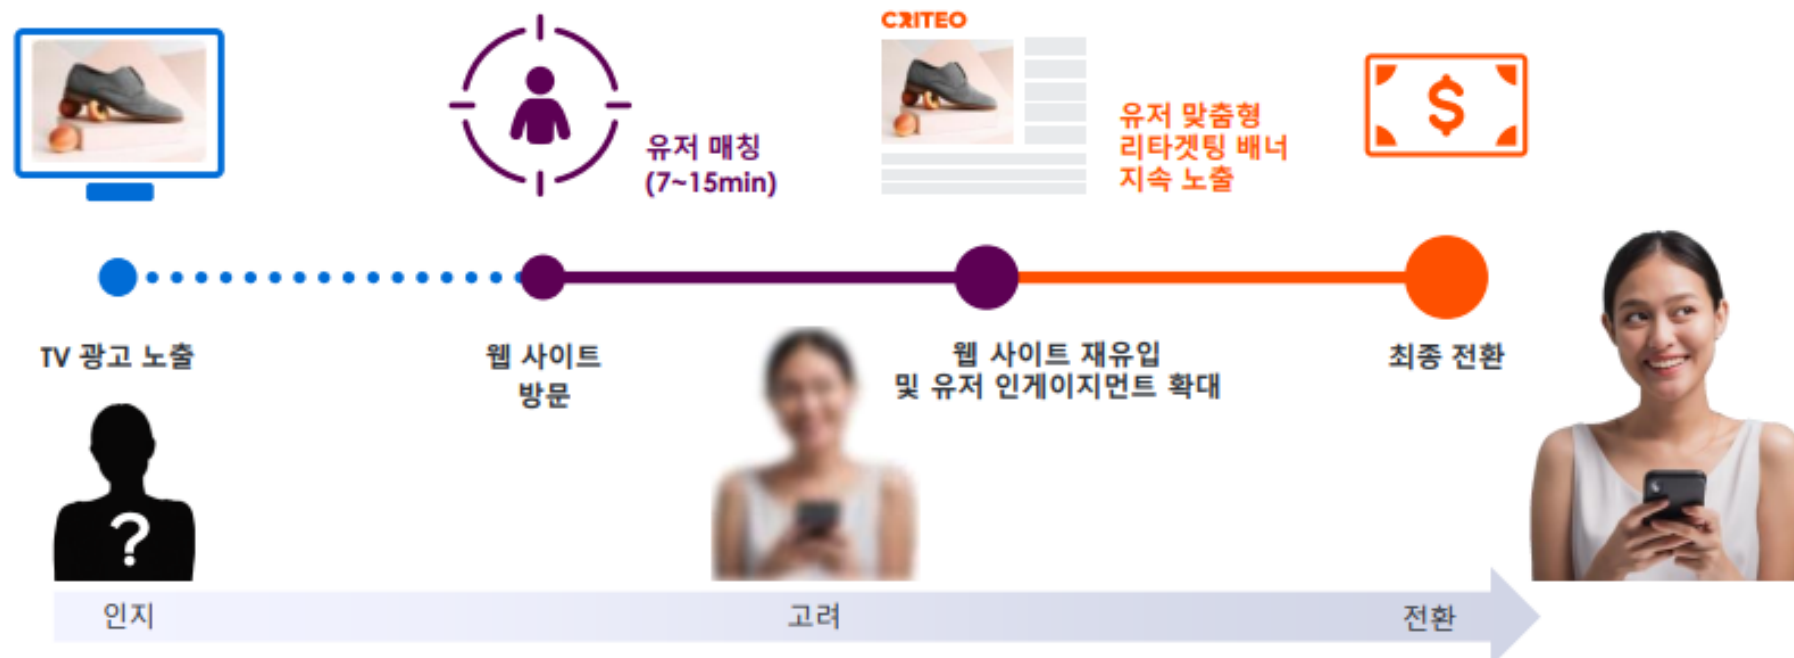 CRITEO
유저 매칭
(7~15min)
유저 맞춤형
리타겟팅 배너
지속 노출
$
TV 광고 노출
웹 사이트
방문
웹 사이트 재유입
및 유저 인게이지먼트 확대
최종 전환
?
인지
고려
전환